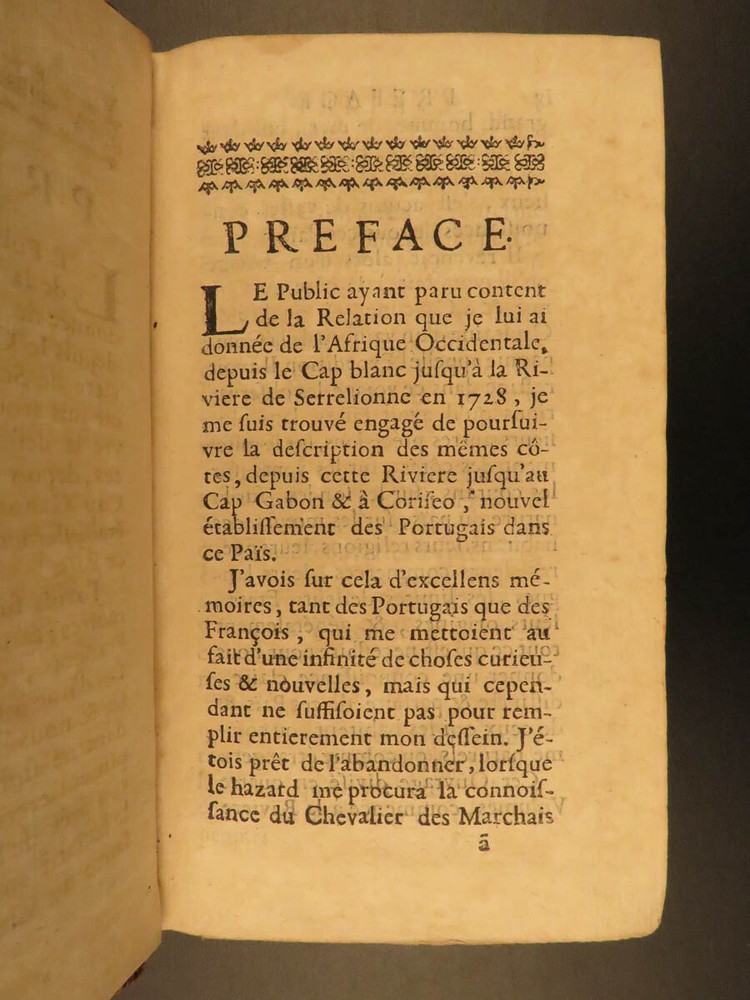 PREFACE.
LE Public ayant paru content
de la Relation que je lui ai
donnée de l'Afrique Occidentale,
depuis le Cap blanc juſqu'à la Ri-
viere de Serrelionne en 1728, je
me ſuis trouvé engagé de pourſui-
vre la deſcription des mêmes cô-
tes, depuis cette Riviere juſqu'au
Cap Gabon & à Coriſeo, nouvel
établiſſement des Portugais dans
ce Païs.
J'avois ſur cela d'excellens mé-
moires, tant des Portugais que des
François, qui me mettoient au
fait d'une infinité de choſes curieu-
ſes & nouvelles, mais qui cepen-
dant ne ſuffiſoient pas pour rem-
plir entierement mon deſſein. J'é-
tois prêt de l'abandonner, lorſque
le hazard me procura la connoiſ-
ſance du Chevalier des Marchais
ā